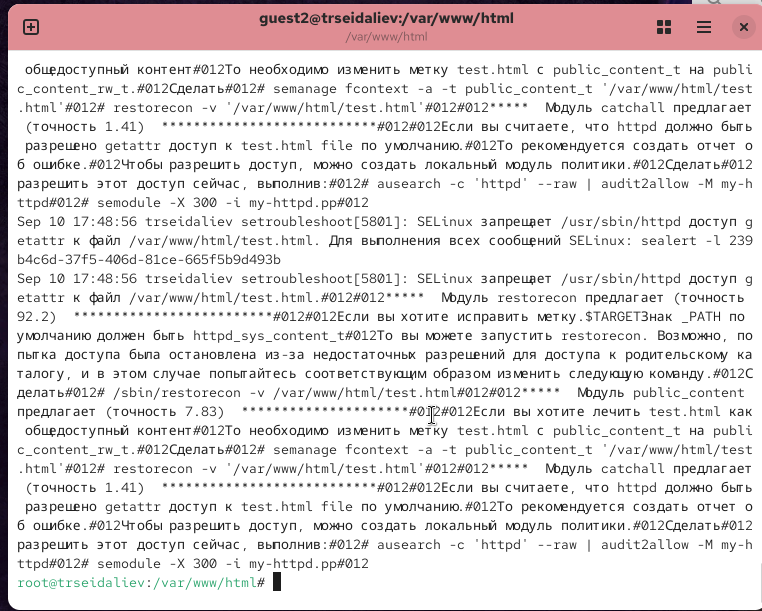 guest2@trseidaliev:/var/www/html
/var/www/html
общедоступный контент#012То необходимо изменить метку test.html с public_content_t на publi
c_content_rw_t.#012Сделать#012# semanage fcontext -a -t public_content_t '/var/www/html/test
.html'#012# restorecon -v '/var/www/html/test.html'#012#012***** Модуль catchall предлагает
(точность 1.41) **************************#012#012Если вы считаете, что httpd должно быть
разрешено getattr доступ к test.html file по умолчанию.#012То рекомендуется создать отчет о
б ошибке.#012Чтобы разрешить доступ, можно создать локальный модуль политики.#012Сделать#012
разрешить этот доступ сейчас, выполнив:#012# ausearch -c 'httpd' --raw | audit2allow -M my-h
ttpd#012# semodule -X 300 -i my-httpd.pp#012
Sep 10 17:48:56 trseidaliev setroubleshoot[5801]: SELinux запрещает /usr/sbin/httpd доступ g
etattr к файл /var/www/html/test.html. Для выполнения всех сообщений SELinux: sealert -l 239
b4c6d-37f5-406d-81ce-665f5b9d493b
Sep 10 17:48:56 trseidaliev setroubleshoot[5801]: SELinux запрещает /usr/sbin/httpd доступ g
etattr к файл /var/www/html/test.html.#012#012***** Модуль restorecon предлагает (точность
92.2) ************************#012#012Если вы хотите исправить метку.$TARGETЗнак _PATH по
умолчанию должен быть httpd_sys_content_t#012То вы можете запустить restorecon. Возможно, по
пытка доступа была остановлена из-за недостаточных разрешений для доступа к родительскому ка
талогу, и в этом случае попытайтесь соответствующим образом изменить следующую команду.#012С
делать#012# /sbin/restorecon -v /var/www/html/test.html#012#012***** Модуль public_content
предлагает (точность 7.83) ********************#012#012Если вы хотите лечить test.html как
общедоступный контент#012То необходимо изменить метку test.html с public_content_t на publi
c_content_rw_t.#012Сделать#012# semanage fcontext -a -t public_content_t '/var/www/html/test
.html'#012# restorecon -v '/var/www/html/test.html'#012#012***** Модуль catchall предлагает
(точность 1.41) **************************#012#012Если вы считаете, что httpd должно быть
разрешено getattr доступ к test.html file по умолчанию.#012То рекомендуется создать отчет о
б ошибке.#012Чтобы разрешить доступ, можно создать локальный модуль политики.#012Сделать#012
разрешить этот доступ сейчас, выполнив:#012# ausearch -c 'httpd' --raw | audit2allow -M my-h
ttpd#012# semodule -X 300 -i my-httpd.pp#012
root@trseidaliev:/var/www/html#